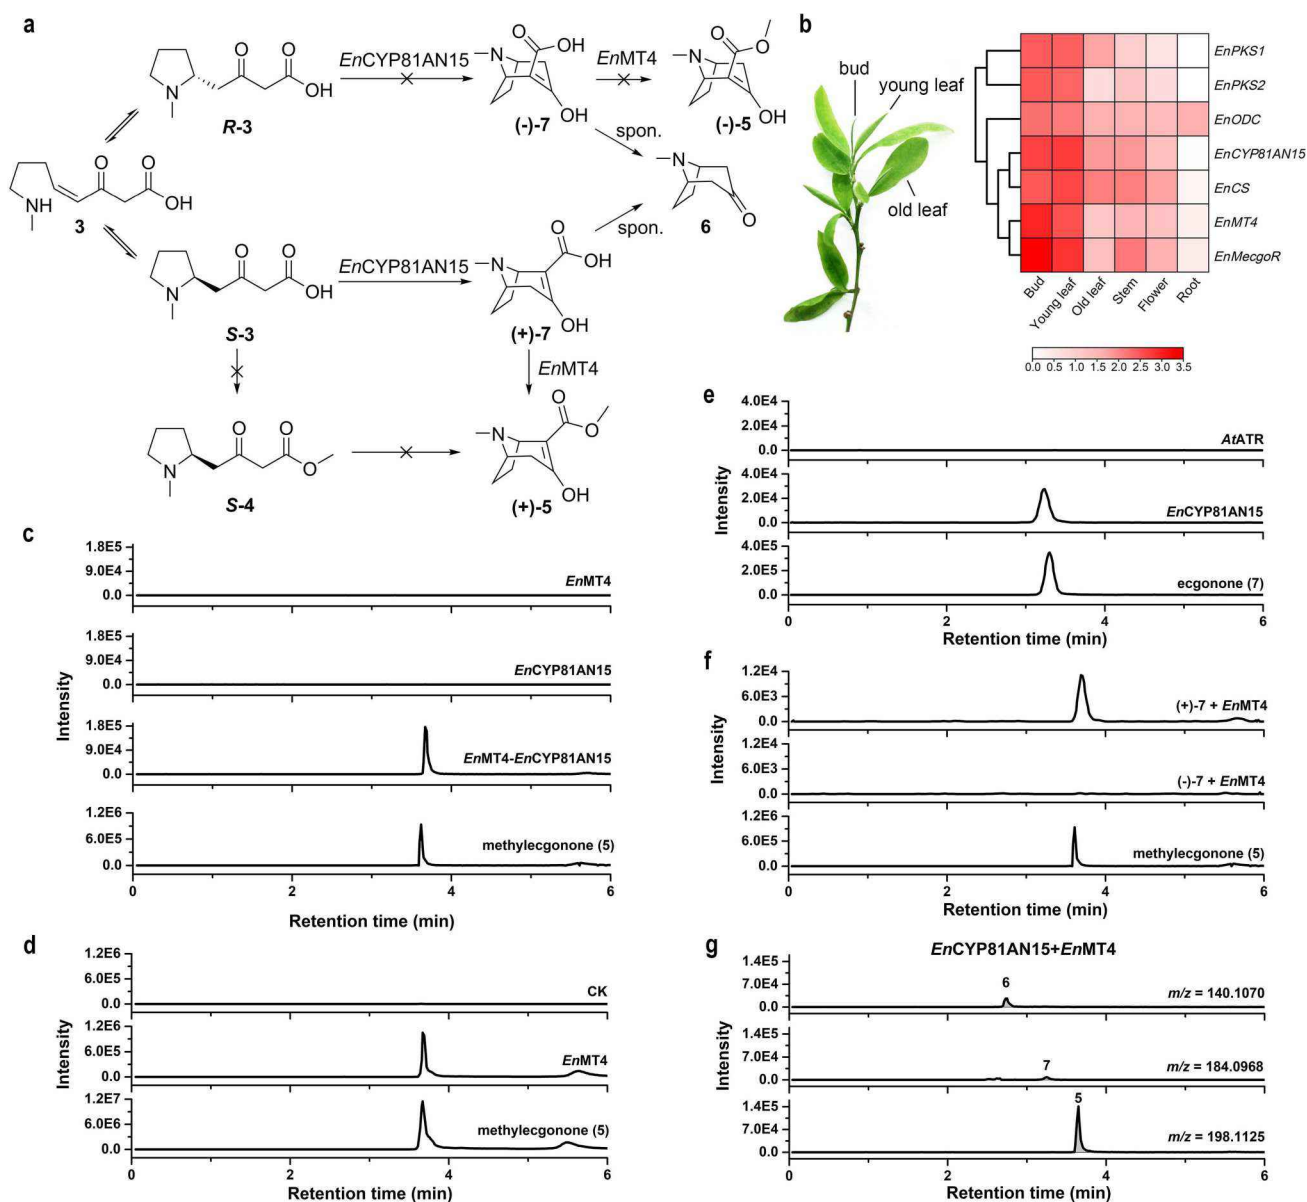 a
R-3
EnCYP81AN15
(-)-7
EnMT4
(-)-5
spon.
6
3
S-3
EnCYP81AN15
(+)-7
spon.
EnMT4
S-4
(+)-5
N
O
O
OH
N
O
OH
OH
N
O
O
OH
NH
O
O
OH
N
O
N
O
O
OH
N
O
OH
OH
N
O
O
O
N
O
O
OH
b
bud
young leaf
old leaf
EnPKS1
EnPKS2
EnODC
EnCYP81AN15
EnCS
EnMT4
EnMecgoR
Bud
Young leaf
Old leaf
Stem
Flower
Root
0.0 0.5 1.0 1.5 2.0 2.5 3.0 3.5
c
Intensity
1.8E5
9.0E4
0.0
EnMT4
1.8E5
9.0E4
0.0
EnCYP81AN15
1.8E5
9.0E4
0.0
EnMT4-EnCYP81AN15
1.2E6
6.0E5
0.0
methylecgonone (5)
0 2 4 6
Retention time (min)
d
Intensity
1.2E6
6.0E5
0.0
CK
1.2E6
6.0E5
0.0
EnMT4
1.2E7
6.0E6
0.0
methylecgonone (5)
0 2 4 6
Retention time (min)
e
Intensity
4.0E4
2.0E4
0.0
AtATR
4.0E4
2.0E4
0.0
EnCYP81AN15
4.0E5
2.0E5
0.0
ecgonone (7)
0 2 4 6
Retention time (min)
f
Intensity
1.2E4
6.0E3
0.0
(+)-7 + EnMT4
1.2E4
6.0E3
0.0
(-)-7 + EnMT4
1.2E6
6.0E5
0.0
methylecgonone (5)
0 2 4 6
Retention time (min)
g
EnCYP81AN15+EnMT4
Intensity
1.4E5
7.0E4
0.0
6
m/z = 140.1070
1.4E5
7.0E4
0.0
7
m/z = 184.0968
1.4E5
7.0E4
0.0
5
m/z = 198.1125
0 2 4 6
Retention time (min)